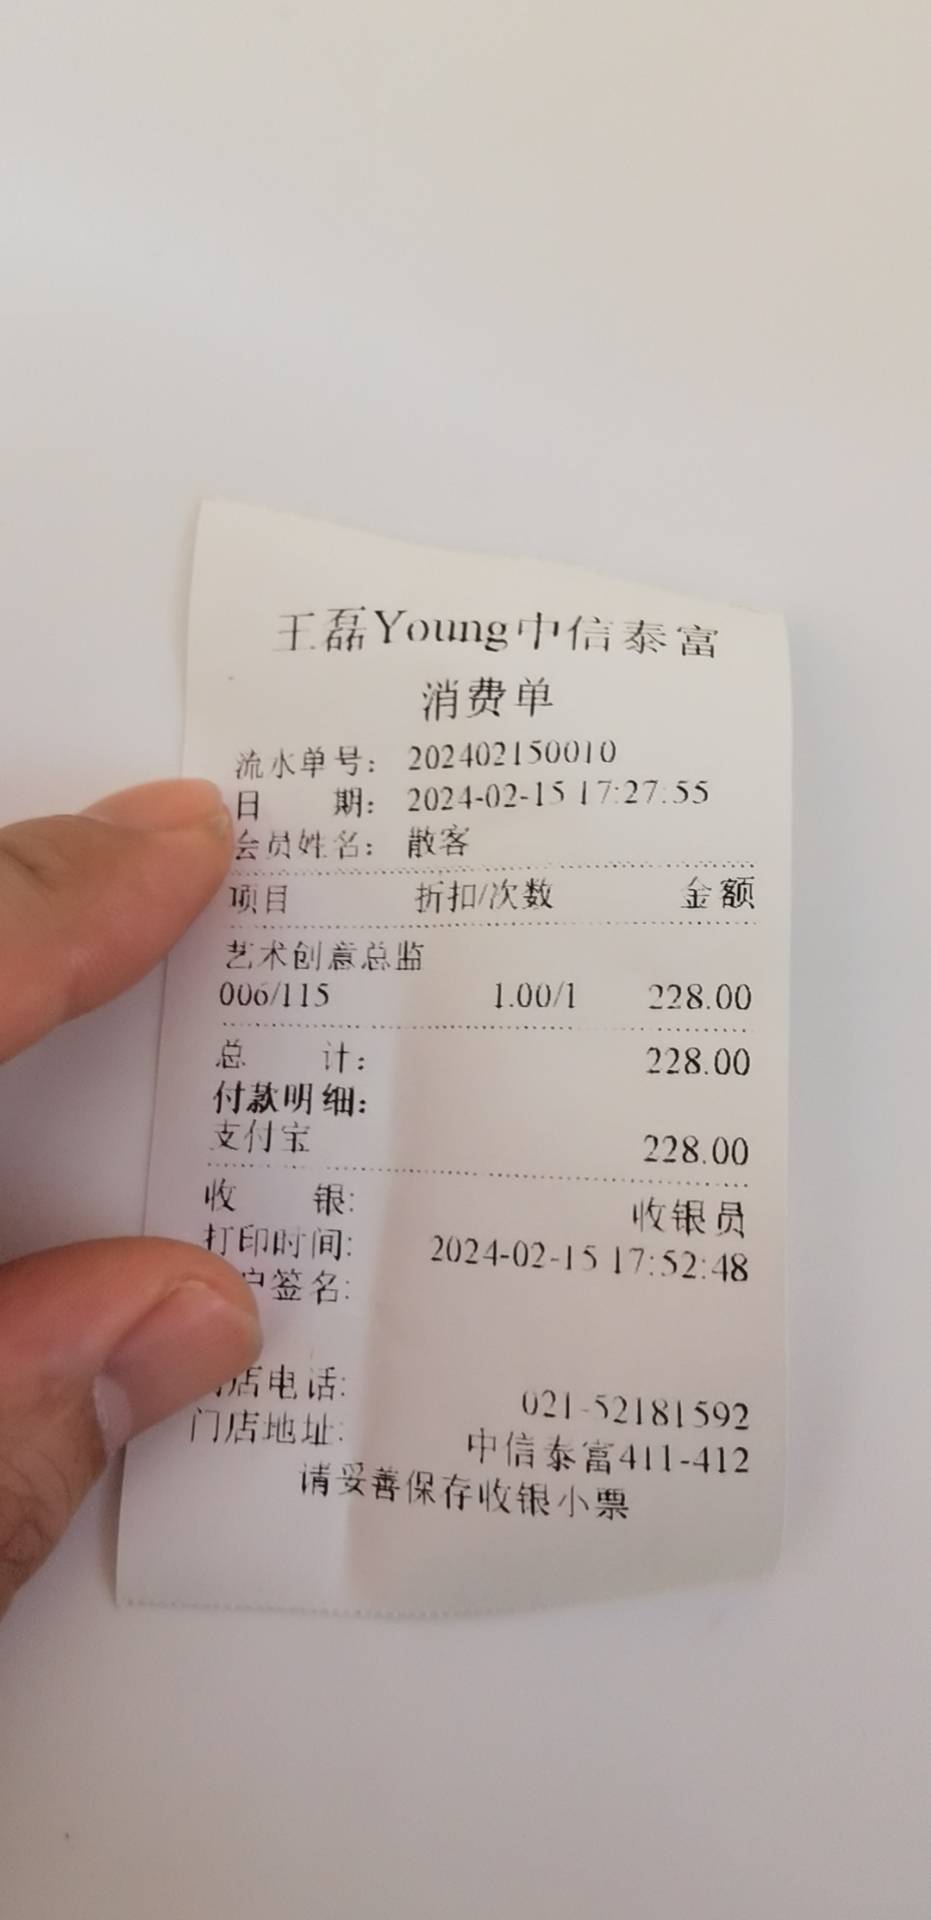 王磊Young中信泰富
消费单
流水单号： 202402150010
日 期： 2024-02-15 17:27:55
会员姓名： 散客
项目 折扣/次数 金额
艺术创意总监
006/115 1.00/1 228.00
总 计： 228.00
付款明细：
支付宝 228.00
收 银: 收银员
打印时间: 2024-02-15 17:52:48
户签名:
店电话: 021-52181592
门店地址: 中信泰富411-412
请妥善保存收银小票